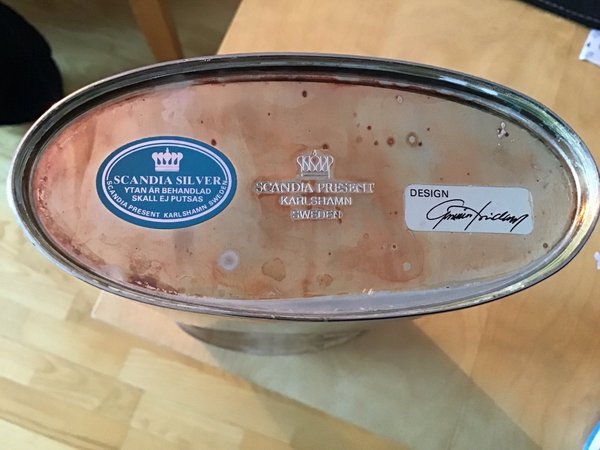 SCANDIA SILVER
YTAN ÄR BEHANDLAD
SKALL EJ PUTSAS
SCANDIA PRESENT KARLSHAMN SWEDEN
SCANDIA PRESENT
KARLSHAMN
SWEDEN
DESIGN